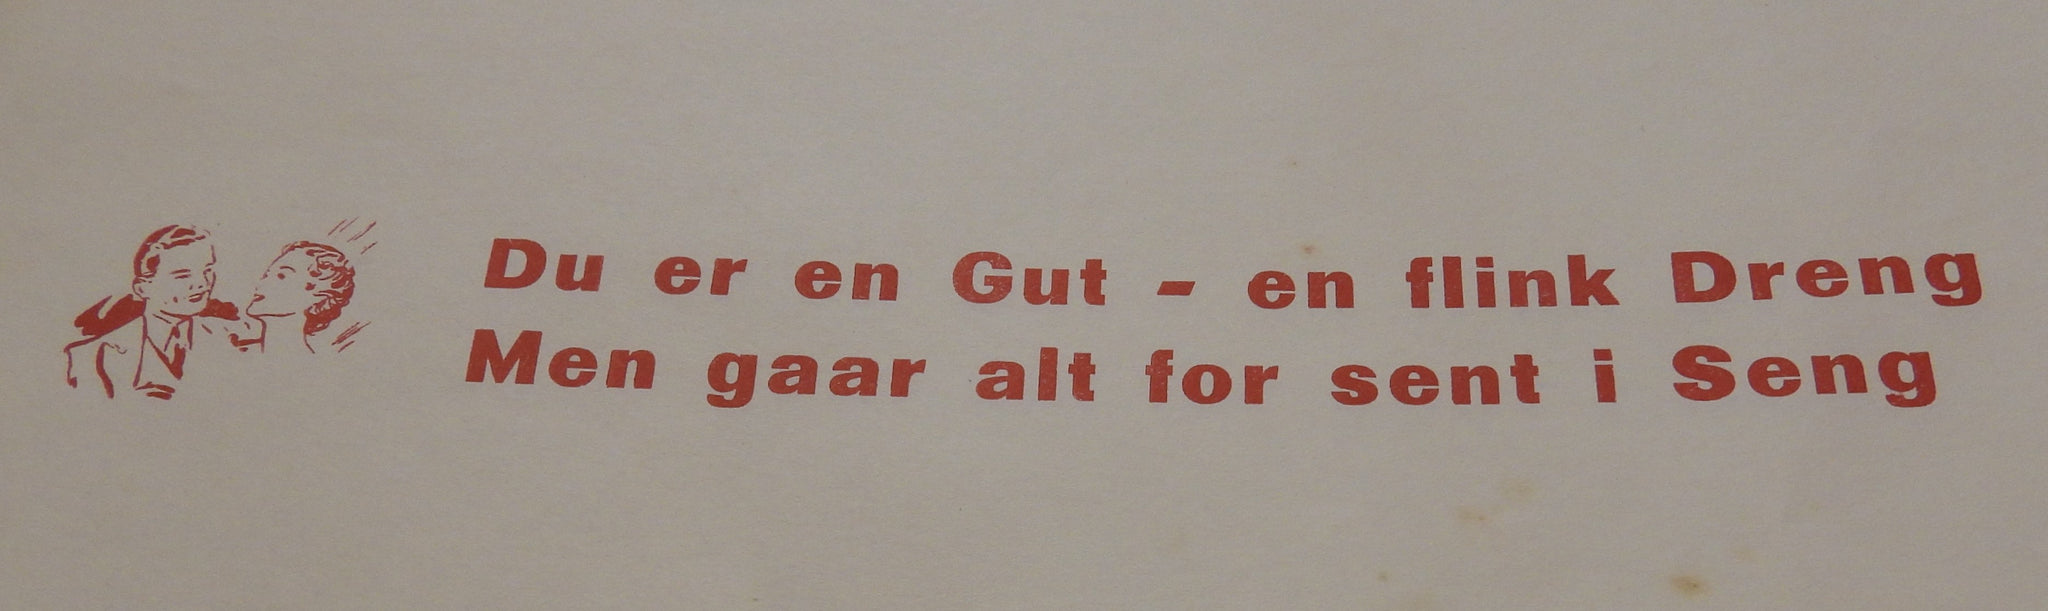 Du er en Gut - en flink Dreng
Men gaar alt for sent i Seng